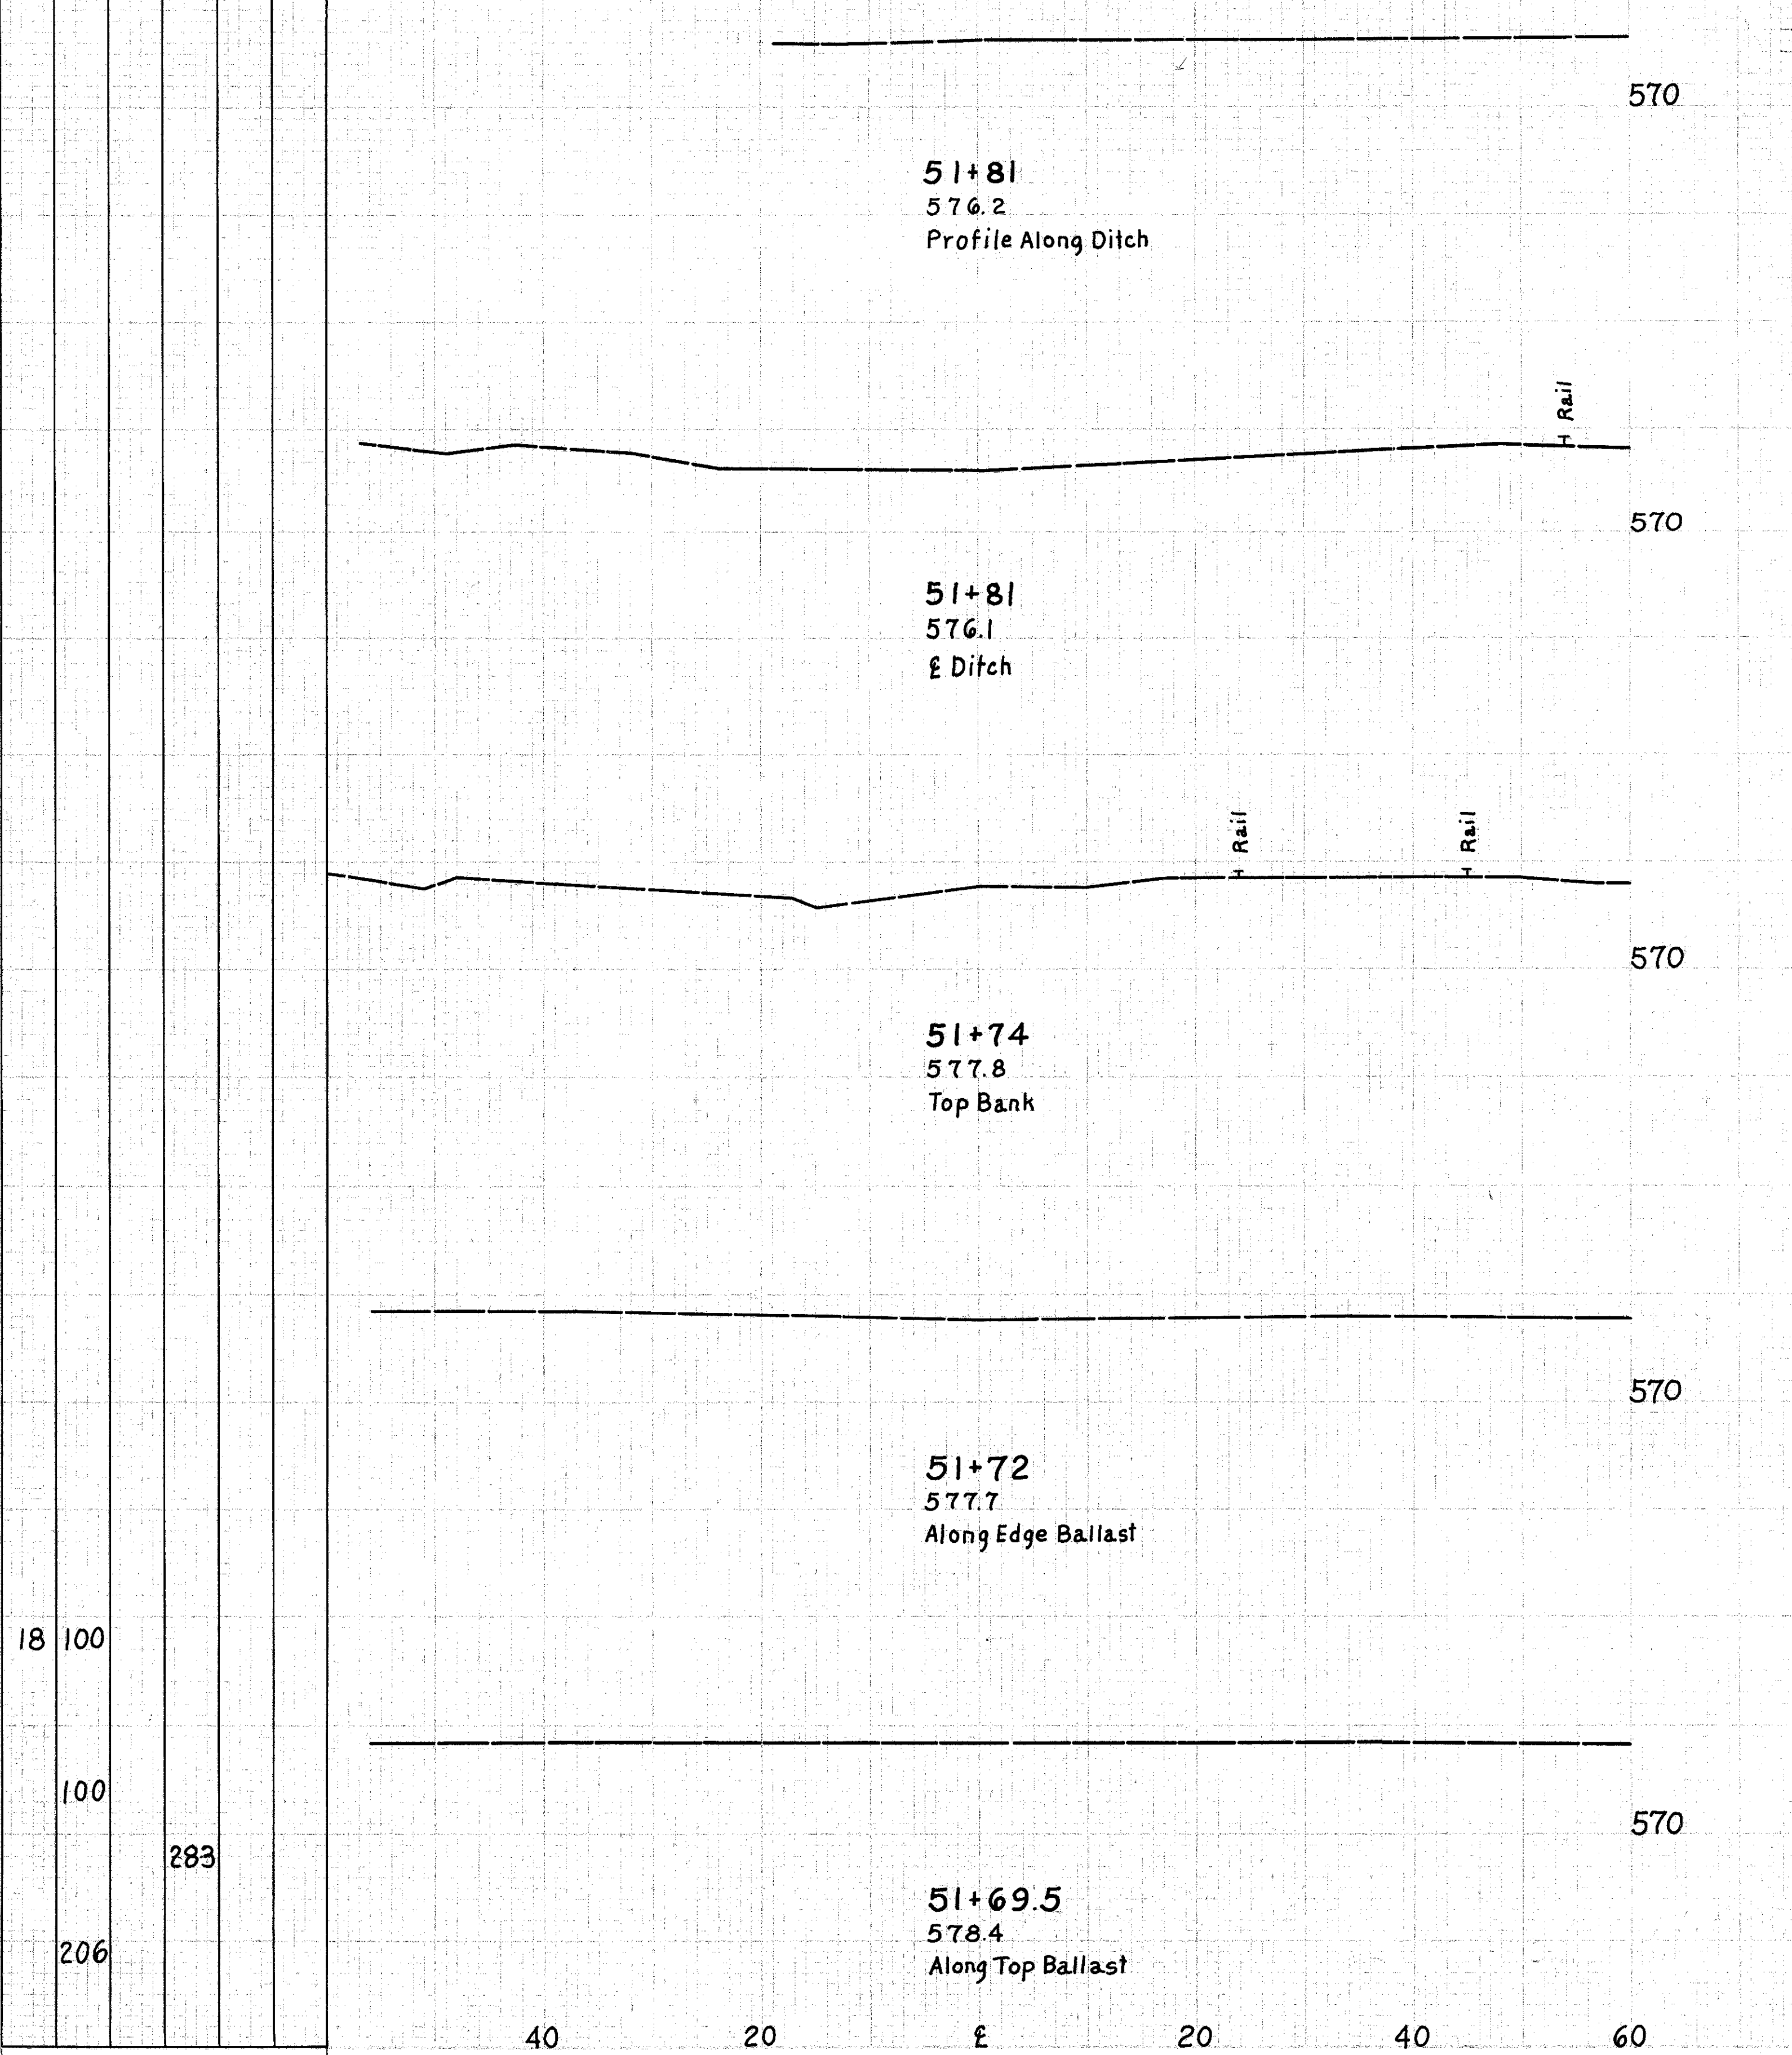 570
51+81
576.2
Profile Along Ditch
Rail
570
51+81
576.1
℄ Ditch
Rail
Rail
570
51+74
577.8
Top Bank
570
51+72
577.7
Along Edge Ballast
18 100
100
570
283
51+69.5
578.4
206
Along Top Ballast
40 20 ℄ 20 40 60